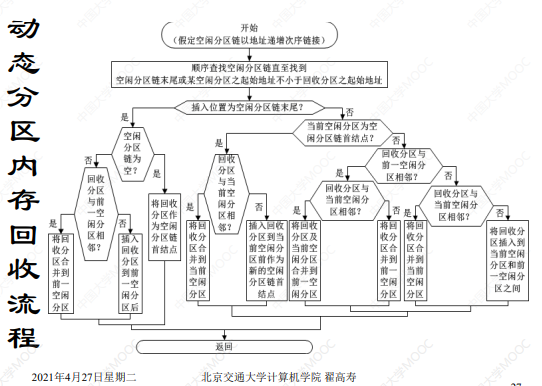 动态分区内存回收流程
开始
(假定空闲分区链以地址递增次序链接)
顺序查找空闲分区链直至找到
空闲分区链末尾或某空闲分区之起始地址不小于回收分区之起始地址
插入位置为空闲分区链末尾?
是
否
空闲
分区
链为
空?
当前空闲分区为空
闲分区链首结点?
否
是
是
否
回收
分区
与前
一空
闲分
区相
邻?
将回收
分区作
为空闲
分区链
首结点
回收
分区
与当
前空
闲分
区相
邻?
回收分区与
前一空闲分
区相邻?
是
否
回收分区与
当前空闲分
区相邻?
回收分区与
当前空闲分
区相邻?
是
否
是
否
是
否
是
否
将回
收分
区合
并到
前一
空闲
分区
插入
回收
分区
到前
一空
闲分
区后
将回
收分
区合
并到
当前
空闲
分区
插入回收
分区到当
前空闲分
区前作为
新的空闲
分区链首
结点
将回收
分区及
当前空
闲分区
合并到
前一空
闲分区
将回
收分
区合
并到
前一
空闲
分区
将回
收分
区合
并到
当前
空闲
分区
将回收分
区插入到
当前空闲
分区和前
一空闲分
区之间
返回
2021年4月27日星期二
北京交通大学计算机学院 翟高寿
27
中国大学MOOC